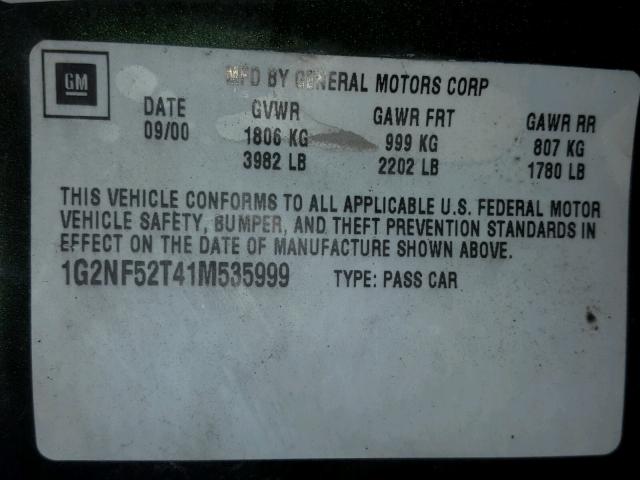 GM
MFD BY GENERAL MOTORS CORP
DATE GVWR GAWR FRT GAWR RR
09/00 1806 KG 999 KG 807 KG
3982 LB 2202 LB 1780 LB
THIS VEHICLE CONFORMS TO ALL APPLICABLE U.S. FEDERAL MOTOR
VEHICLE SAFETY, BUMPER, AND THEFT PREVENTION STANDARDS IN
EFFECT ON THE DATE OF MANUFACTURE SHOWN ABOVE.
1G2NF52T41M535999 TYPE: PASS CAR